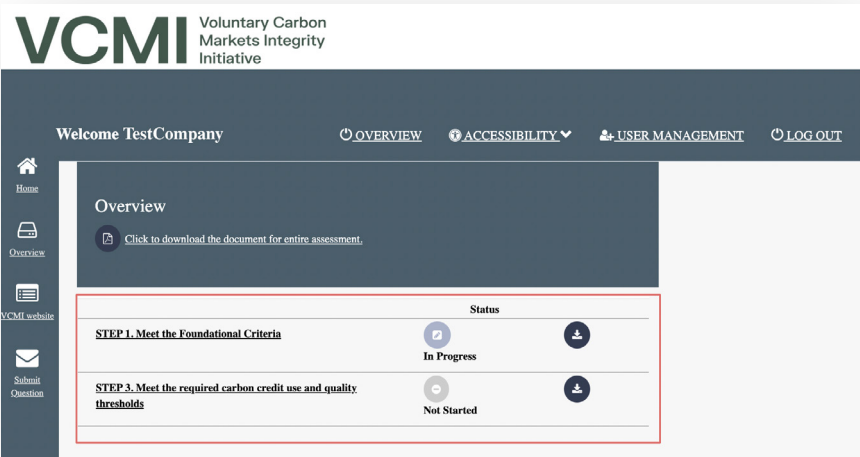 VCMI
Voluntary Carbon
Markets Integrity
Initiative
Welcome TestCompany
OVERVIEW
ACCESSIBILITY
USER MANAGEMENT
LOG OUT
Home
Overview
VCMI website
Submit
Question
Overview
Click to download the document for entire assessment.
Status
STEP 1. Meet the Foundational Criteria
In Progress
STEP 3. Meet the required carbon credit use and quality
thresholds
Not Started